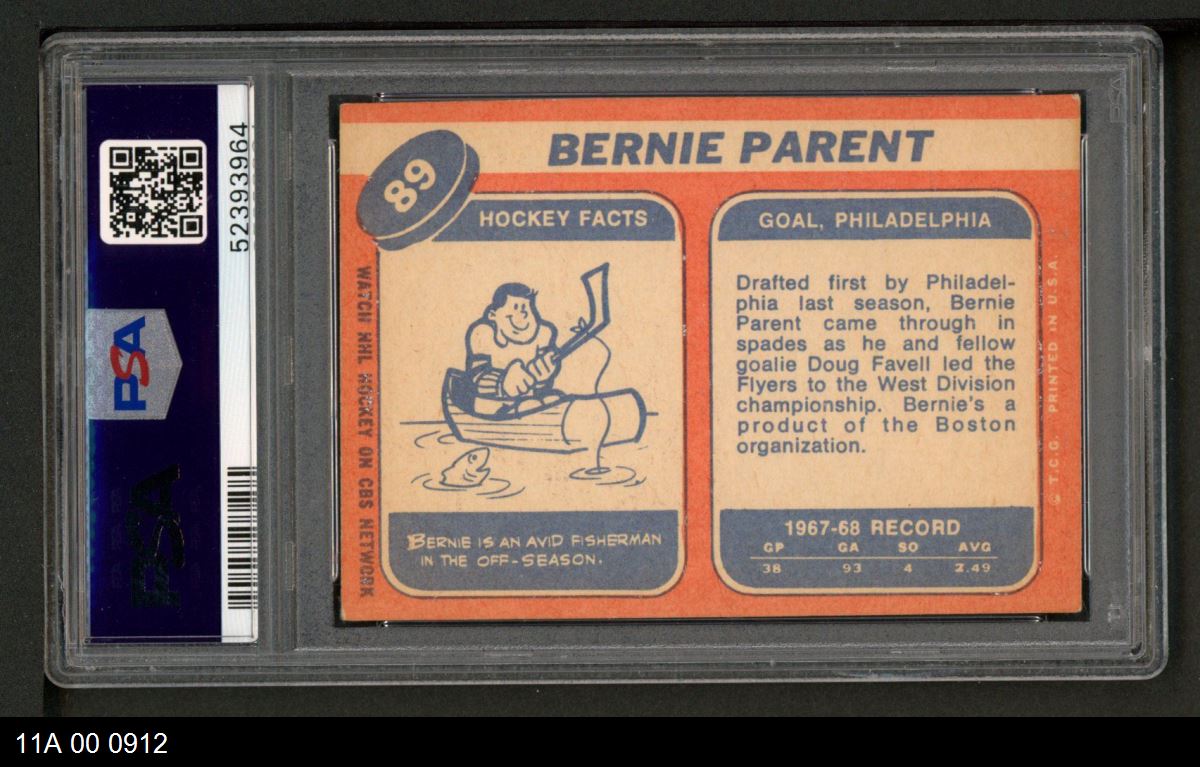 PSA
52393964
PSA
89
BERNIE PARENT
HOCKEY FACTS
BERNIE IS AN AVID FISHERMAN
IN THE OFF-SEASON.
WATCH NHL HOCKEY ON CBS NETWORK
GOAL, PHILADELPHIA
Drafted first by Philadel-
phia last season, Bernie
Parent came through in
spades as he and fellow
goalie Doug Favell led the
Flyers to the West Division
championship. Bernie's a
product of the Boston
organization.
1967-68 RECORD
GP GA SO AVG
38 93 4 2.49
© T.C.G. PRINTED IN U.S.A.
PSA
11A 00 0912